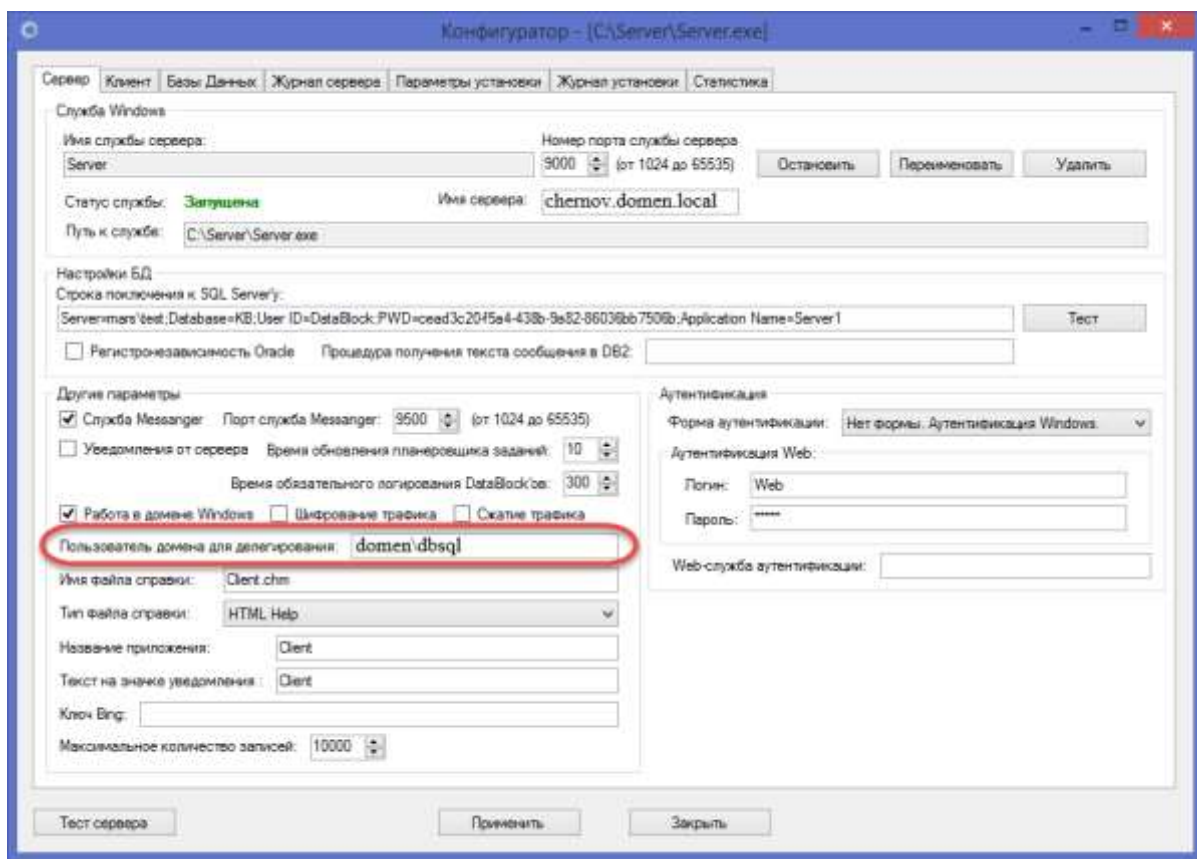 Конфигуратор - [C:\Server\Server.exe]
Сервер Клиент Базы Данных Журнал сервера Параметры установки Журнал установки Статистика
Служба Windows
Имя службы сервера: Номер порта службы сервера
Server 9000 (от 1024 до 65535) Остановить Переименовать Удалить
Статус службы: Запущена Имя сервера: chernov.domen.local
Путь к службе: C:\Server\Server.exe
Настройки БД
Строка поключения к SQL Server'у:
Server=mars\test;Database=KB;User ID=DataBlock;PWD=cead3c20-f5a4-438b-9a82-86036bb7506b;Application Name=Server1 Тест
Регистронезависимость Oracle Процедура получения текста сообщения в DB2:
Другие параметры Аутентификация
Служба Messanger Порт служба Messanger: 9500 (от 1024 до 65535) Форма аутентификации: Нет формы. Аутентификация Windows.
Уведомления от сервера Время обновления планеровщика заданий: 10 Аутентификация Web:
Время обязательного логирования DataBlock'ов: 300 Логин: Web
Работа в домене Windows Шифрование трафика Сжатие трафика Пароль: *****
Пользователь домена для делегирования: domen\dbsql
Имя файла справки: Client.chm Web-служба аутентификации:
Тип файла справки: HTML Help
Название приложения: Client
Текст на значке уведомления : Client
Ключ Bing:
Максимальное количество записей: 10000
Тест сервера Применить Закрыть